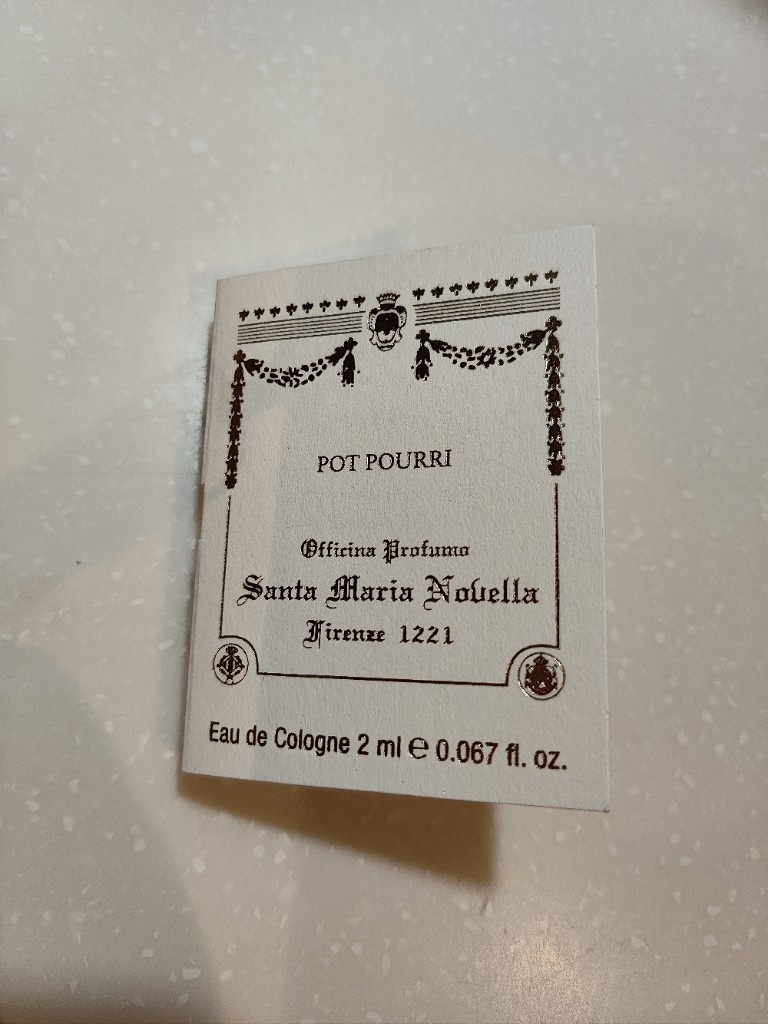 POT POURRI
Officina Profumo
Santa Maria Novella
Firenze 1221
Eau de Cologne 2 ml ℮ 0.067 fl. oz.